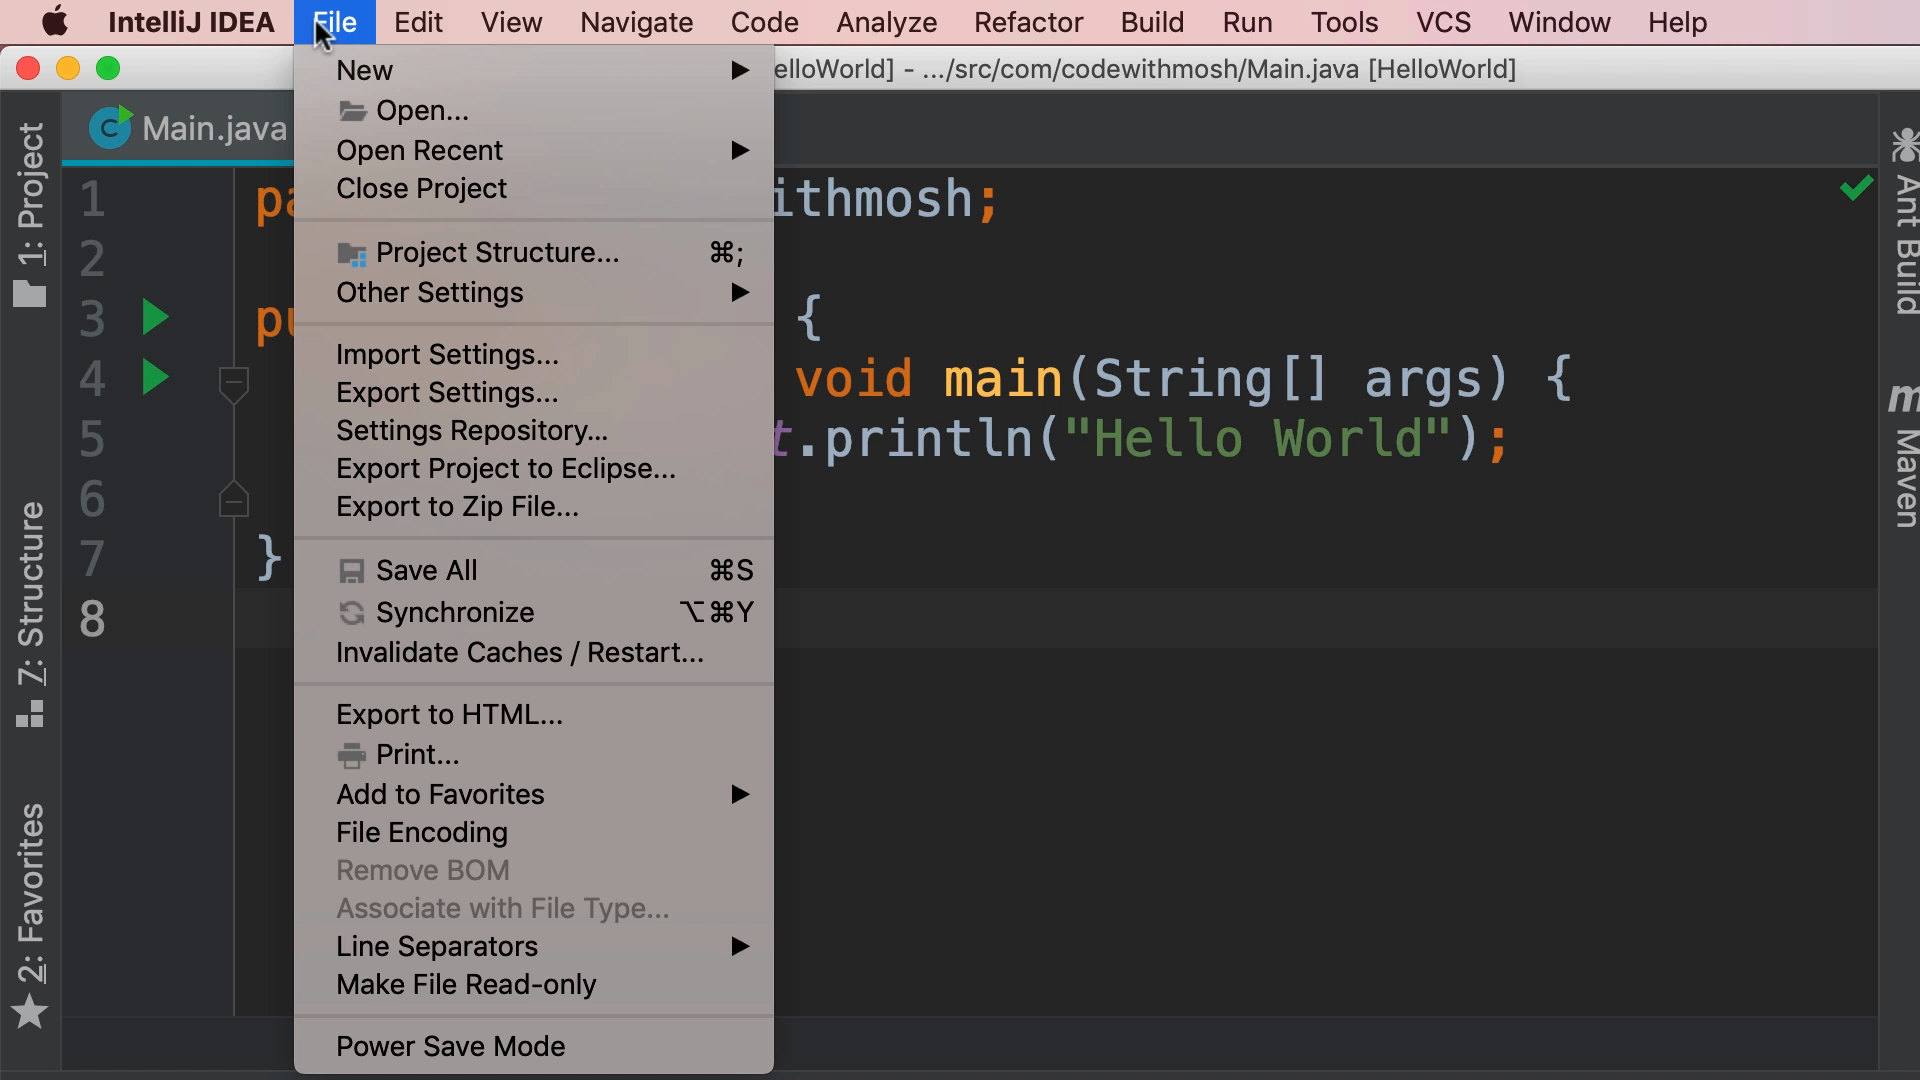 IntelliJ IDEA File Edit View Navigate Code Analyze Refactor Build Run Tools VCS Window Help
elloWorld] - .../src/com/codewithmosh/Main.java [HelloWorld]
Main.java
New
Open...
Open Recent
Close Project
Project Structure... ⌘;
Other Settings
Import Settings...
Export Settings...
Settings Repository...
Export Project to Eclipse...
Export to Zip File...
Save All ⌘S
Synchronize ⌥⌘Y
Invalidate Caches / Restart...
Export to HTML...
Print...
Add to Favorites
File Encoding
Remove BOM
Associate with File Type...
Line Separators
Make File Read-only
Power Save Mode
1 pa ithmosh;
2
3 pu {
4 void main(String[] args) {
5 t.println("Hello World");
6
7 }
8
1: Project
7: Structure
2: Favorites
Ant Build
m Maven